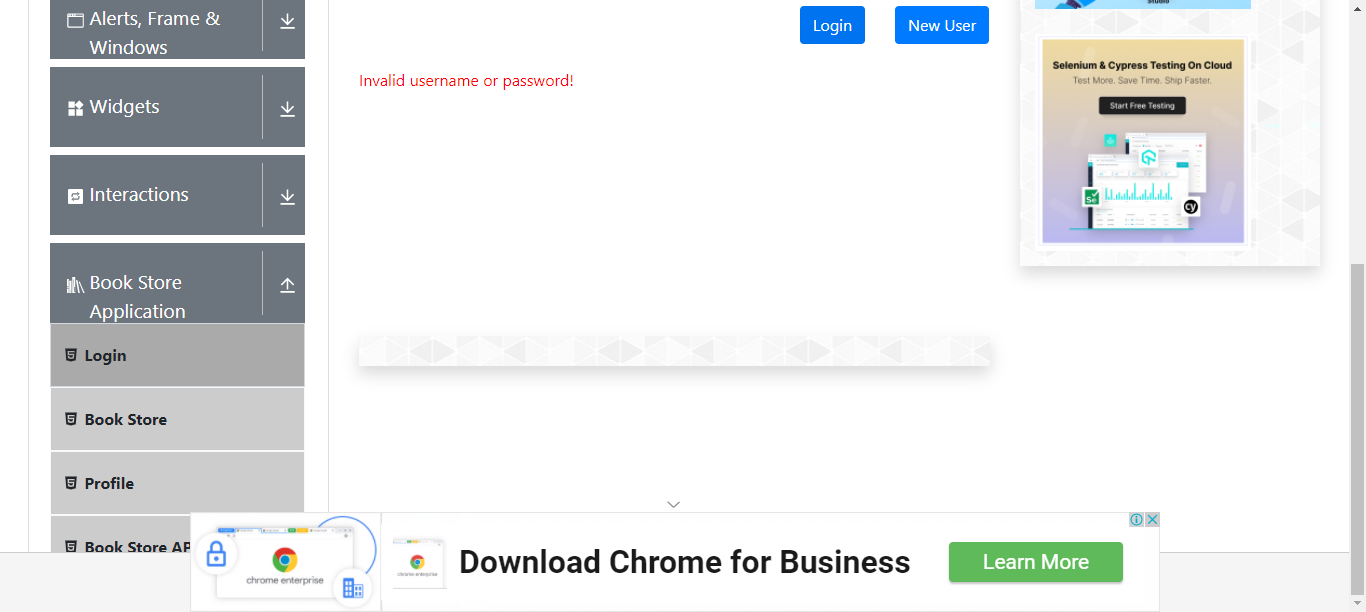 Alerts, Frame &
Windows
Widgets
Interactions
Book Store
Application
Login
Book Store
Profile
Book Store AP
Login
New User
Invalid username or password!
Studio
Selenium & Cypress Testing On Cloud
Test More. Save Time. Ship Faster.
Start Free Testing
Se
cy
chrome enterprise
chrome enterprise
Download Chrome for Business
Learn More